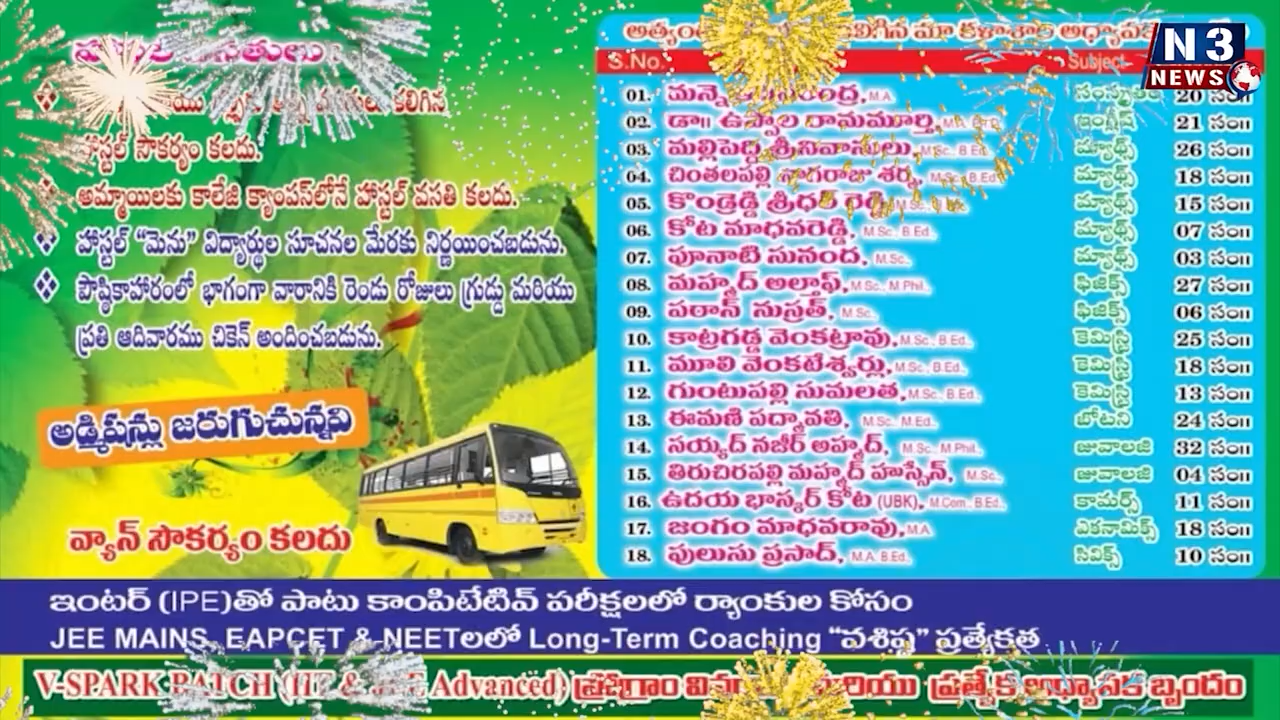 హాస్టల్ సౌకర్యం కలదు.
❖ అమ్మాయిలకు కాలేజి క్యాంపస్‌లోనే హాస్టల్ వసతి కలదు.
❖ హాస్టల్ "మెను" విద్యార్థుల సూచనల మేరకు నిర్ణయించబడును.
❖ పౌష్ఠికాహారంలో భాగంగా వారానికి రెండు రోజులు గ్రుడ్డు మరియు
ప్రతి ఆదివారము చికెన్ అందించబడును.
అడ్మిషన్లు జరుగుచున్నవి
వ్యాన్ సౌకర్యం కలదు
మా కళాశాల
N3
NEWS
S.No. Subject
01. M.A. 20 సం॥
02. డా॥ ఉప్పల రామమూర్తి, ఇంగ్లీష్ 21 సం॥
03. మల్లిపెద్ది శ్రీనివాసులు, M.Sc., B.Ed. మ్యాథ్స్ 26 సం॥
04. చింతలపల్లి నాగరాజు శర్మ, M.Sc., B.Ed. మ్యాథ్స్ 18 సం॥
05. కొండ్రెడ్డి శ్రీధర్ రెడ్డి, మ్యాథ్స్ 15 సం॥
06. కోట మాధవరెడ్డి, M.Sc., B.Ed., మ్యాథ్స్ 07 సం॥
07. పూనాటి సునంద, M.Sc., మ్యాథ్స్ 03 సం॥
08. మహ్మద్ అల్తాఫ్, M.Sc., M.Phil., ఫిజిక్స్ 27 సం॥
09. పఠాన్ నుస్రత్, M.Sc., ఫిజిక్స్ 06 సం॥
10. కాట్రగడ్డ వెంకట్రావు, M.Sc., B.Ed., కెమిస్ట్రీ 25 సం॥
11. మూలి వెంకటేశ్వర్లు, M.Sc., B.Ed., కెమిస్ట్రీ 18 సం॥
12. గుంటుపల్లి సుమలత, M.Sc., B.Ed., కెమిస్ట్రీ 13 సం॥
13. ఈమణి పద్మావతి, M.Sc., M.Ed., బోటని 24 సం॥
14. సయ్యద్ నజీర్ అహ్మద్, M.Sc., M.Phil., జువాలజి 32 సం॥
15. తిరుచిరపల్లి మహ్మద్ హుస్సేన్, M.Sc., జువాలజి 04 సం॥
16. ఉదయ భాస్కర్ కోట (UBK), M.Com., B.Ed., కామర్స్ 11 సం॥
17. జంగం మాధవరావు, M.A. ఎకనామిక్స్ 18 సం॥
18. పులుసు ప్రసాద్, M.A. B.Ed., సివిక్స్ 10 సం॥
ఇంటర్ (IPE)తో పాటు కాంపిటేటివ్ పరీక్షలలో ర్యాంకుల కోసం
JEE MAINS, EAPCET & NEETలలో Long-Term Coaching "వశిష్ఠ" ప్రత్యేకత
V-SPARK BATCH Advanced) మరియు ప్రత్యేక అధ్యాపక బృందం